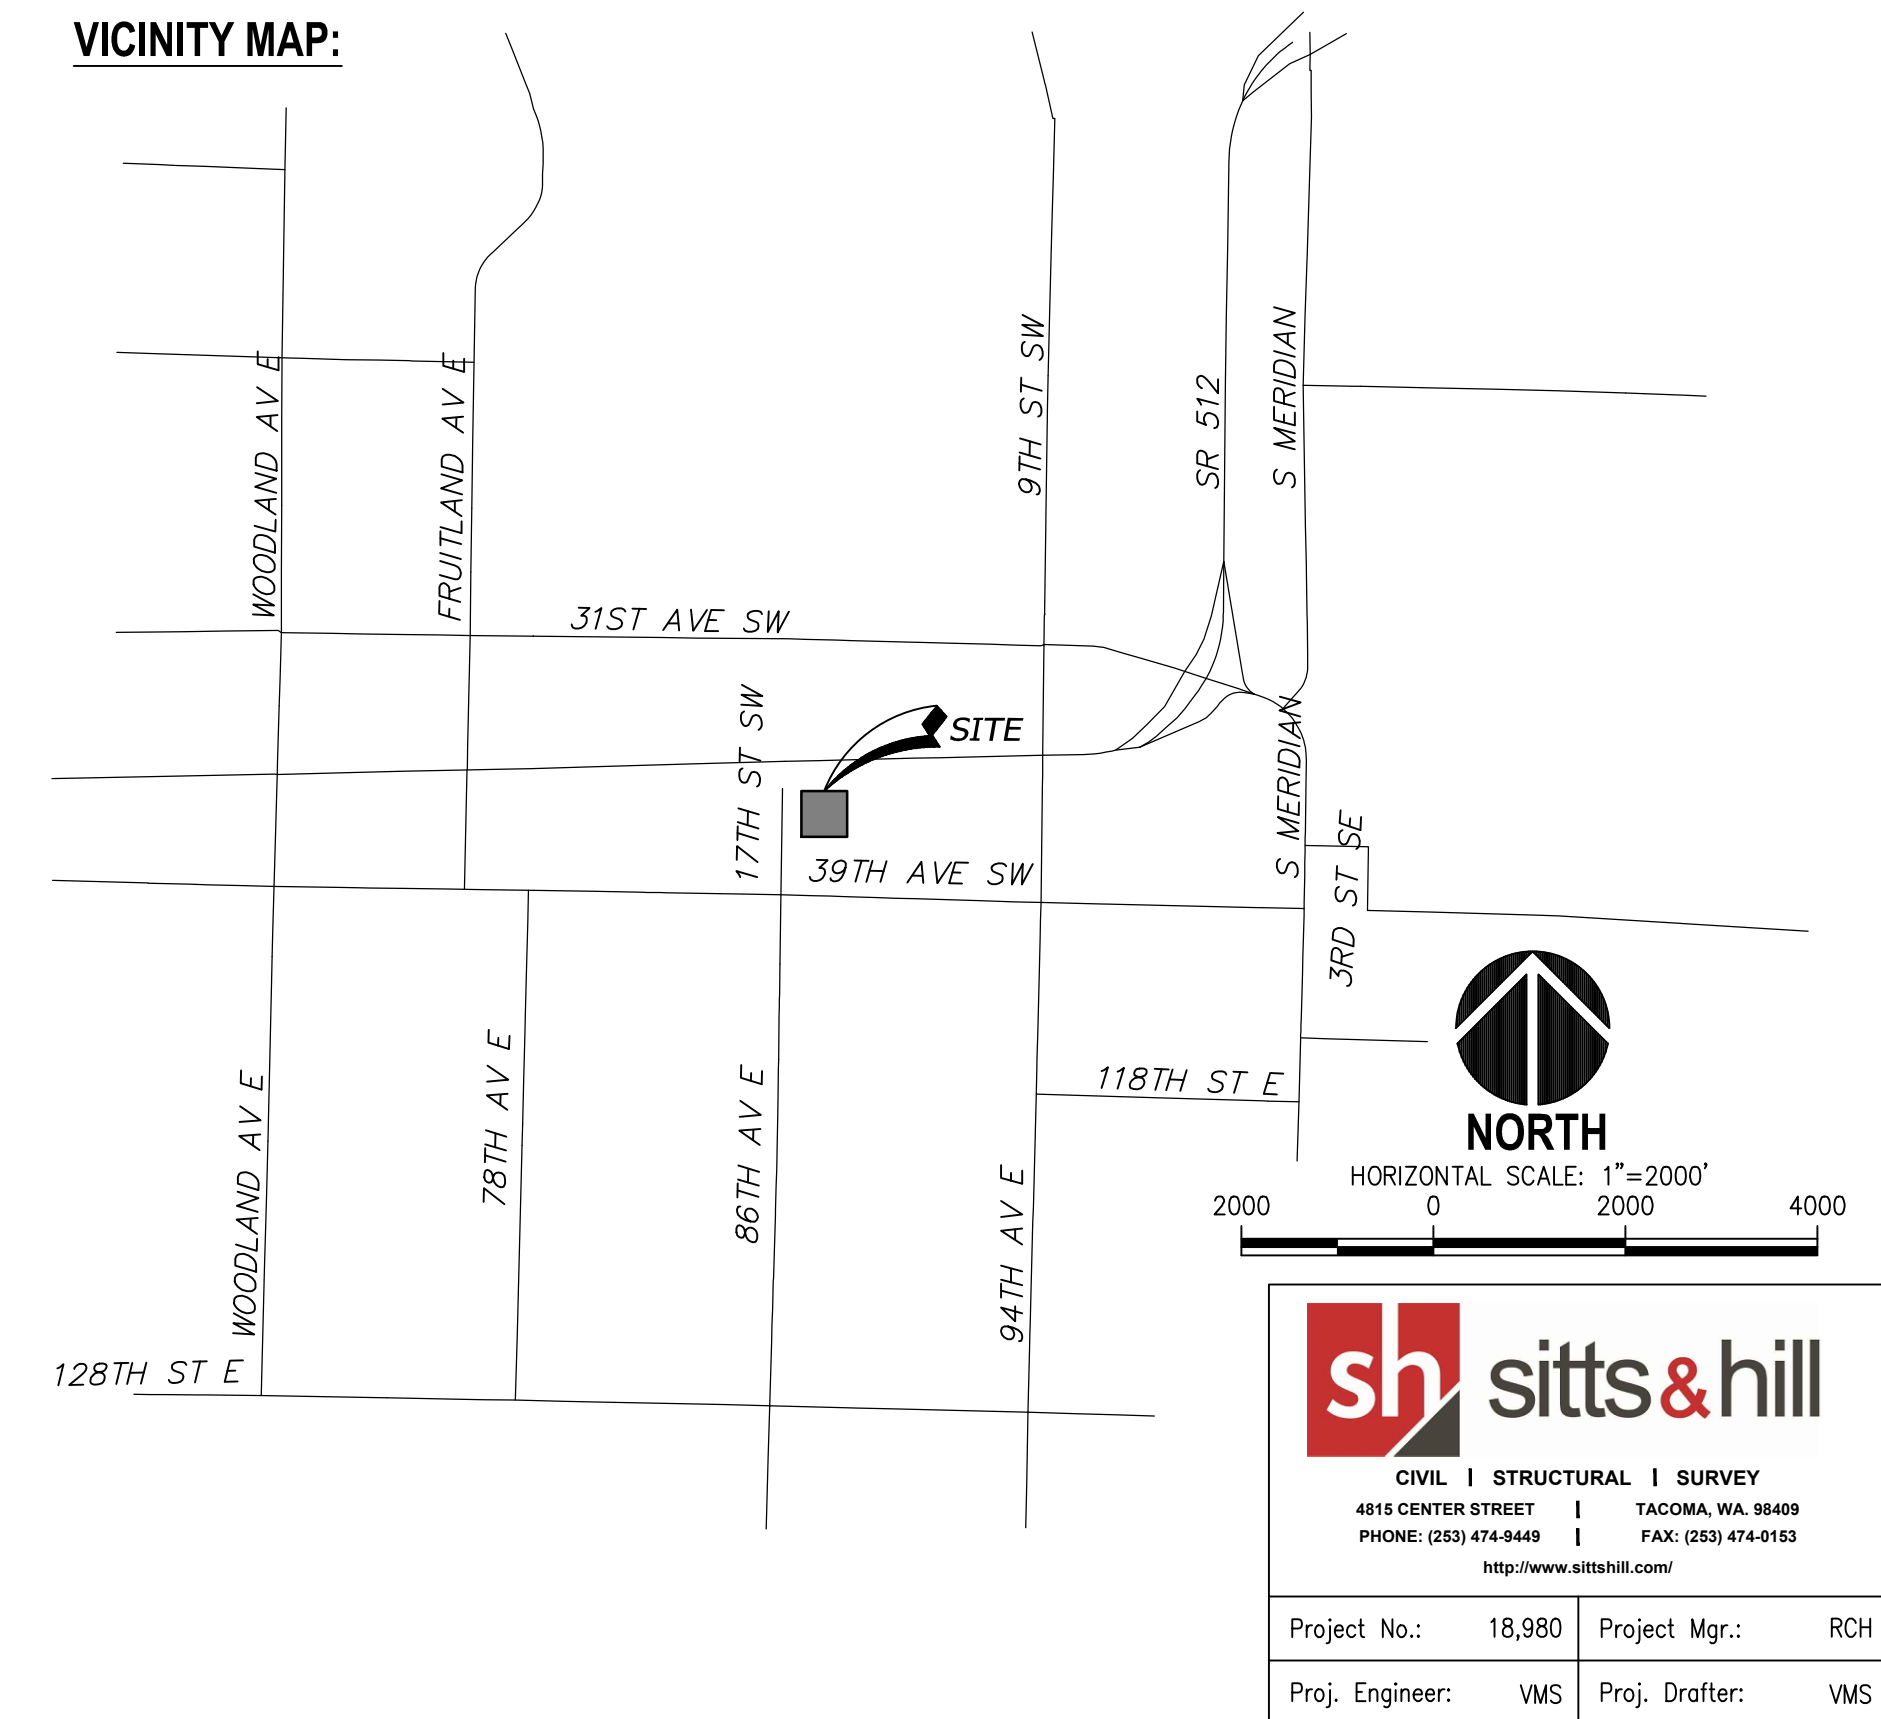 VICINITY MAP:
WOODLAND AV E
FRUITLAND AV E
9TH ST SW
SR 512
S MERIDIAN
31ST AVE SW
17TH ST SW
SITE
S MERIDIAN
39TH AVE SW
3RD ST SE
WOODLAND AV E
78TH AV E
86TH AV E
94TH AV E
118TH ST E
128TH ST E
NORTH
HORIZONTAL SCALE: 1"=2000'
2000 0 2000 4000
sh sitts&hill
CIVIL | STRUCTURAL | SURVEY
4815 CENTER STREET | TACOMA, WA. 98409
PHONE: (253) 474-9449 | FAX: (253) 474-0153
http://www.sittshill.com/
Project No.: 18,980 Project Mgr.: RCH
Proj. Engineer: VMS Proj. Drafter: VMS